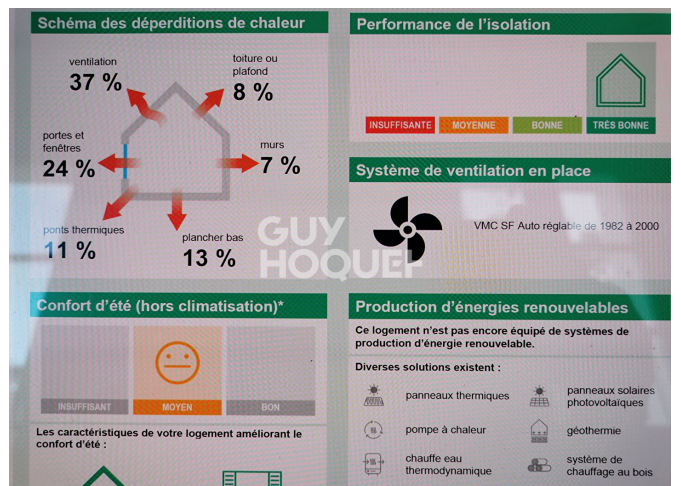 Schéma des déperditions de chaleur
ventilation
37 %
toiture ou
plafond
8 %
portes et
fenêtres
24 %
murs
7 %
ponts thermiques
11 %
plancher bas
13 %
GUY
HOQUET
Performance de l'isolation
INSUFFISANTE
MOYENNE
BONNE
TRÈS BONNE
Système de ventilation en place
VMC SF Auto réglable de 1982 à 2000
Confort d'été (hors climatisation)*
INSUFFISANT
MOYEN
BON
Les caractéristiques de votre logement améliorant le
confort d'été :
Production d'énergies renouvelables
Ce logement n'est pas encore équipé de systèmes de
production d'énergie renouvelable.
Diverses solutions existent :
panneaux thermiques
panneaux solaires
photovoltaïques
pompe à chaleur
géothermie
chauffe eau
thermodynamique
système de
chauffage au bois